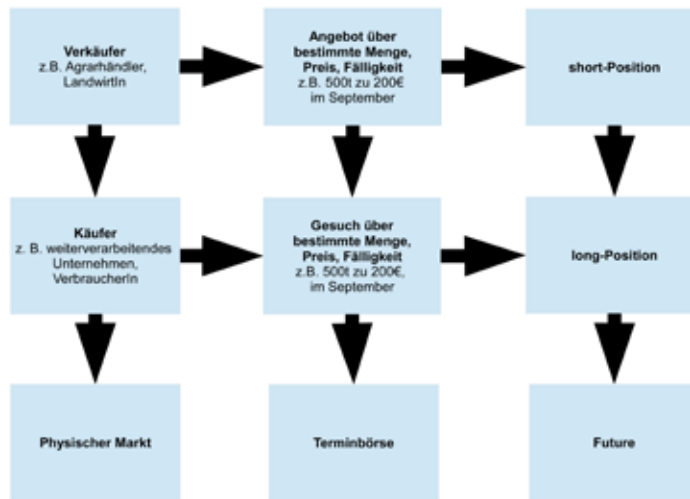 Verkäufer
z.B. Agrarhändler,
LandwirtIn
Angebot über
bestimmte Menge,
Preis, Fälligkeit
z.B. 500t zu 200€
im September
short-Position
Käufer
z. B. weiterverarbeitendes
Unternehmen,
VerbraucherIn
Gesuch über
bestimmte Menge,
Preis, Fälligkeit
z.B. 500t zu 200€,
im September
long-Position
Physischer Markt
Terminbörse
Future